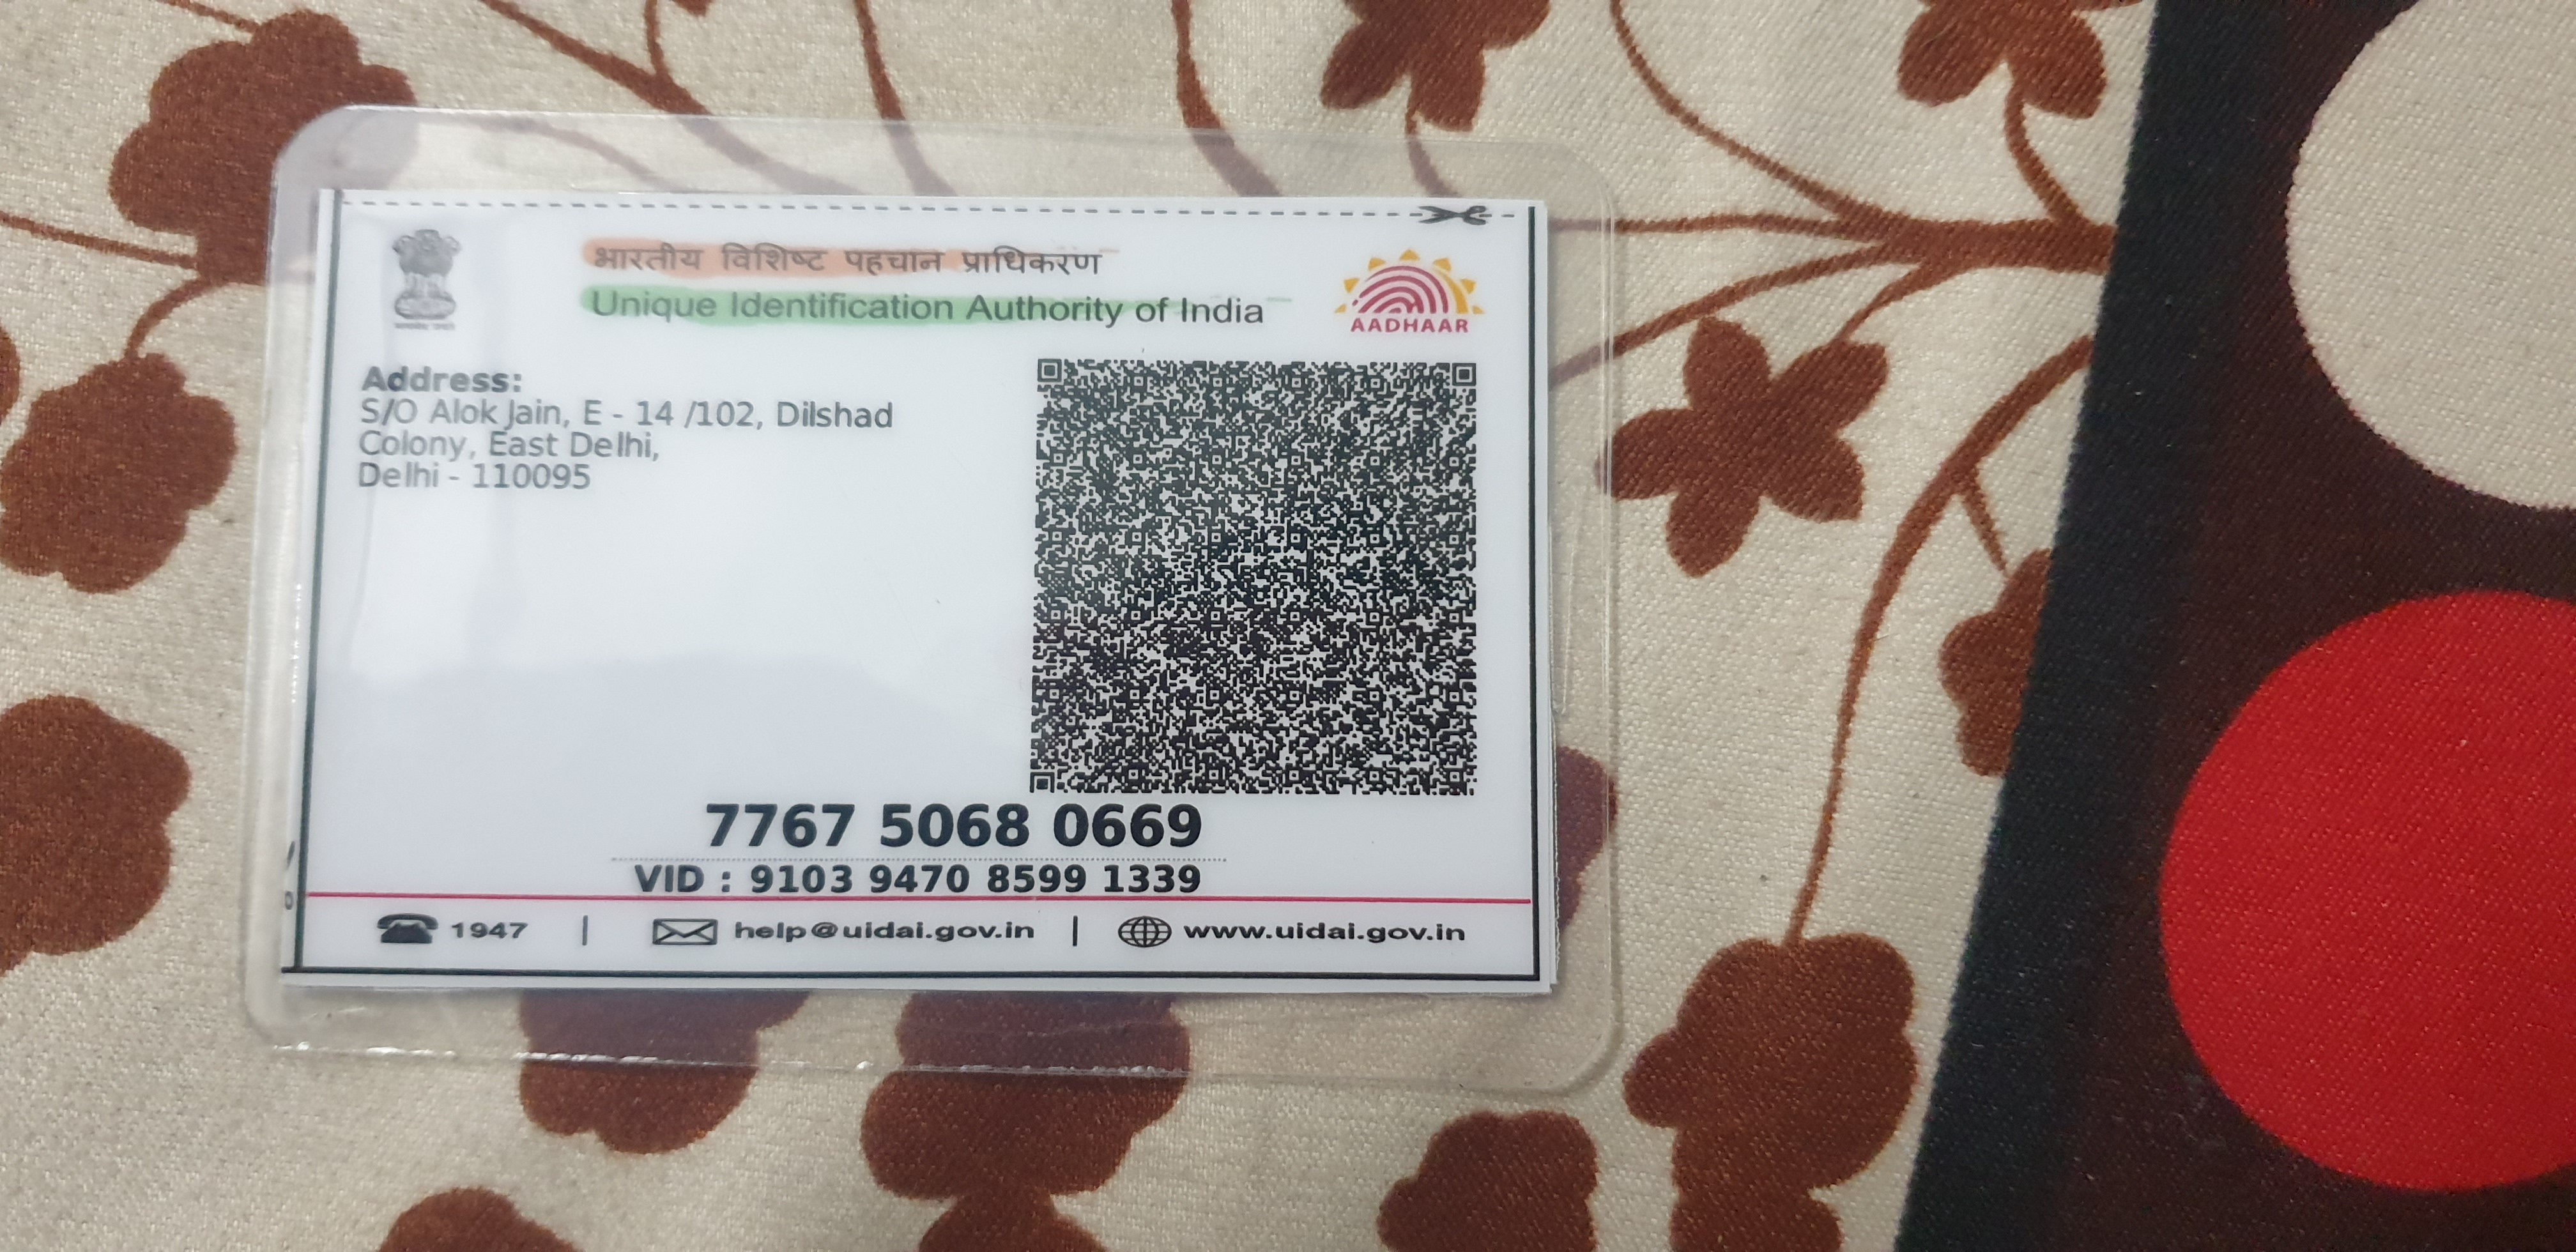 भारतीय विशिष्ट पहचान प्राधिकरण
Unique Identification Authority of India
AADHAAR
Address:
S/O Alok Jain, E - 14 /102, Dilshad
Colony, East Delhi,
Delhi - 110095
7767 5068 0669
VID : 9103 9470 8599 1339
1947 | help@uidai.gov.in | www.uidai.gov.in